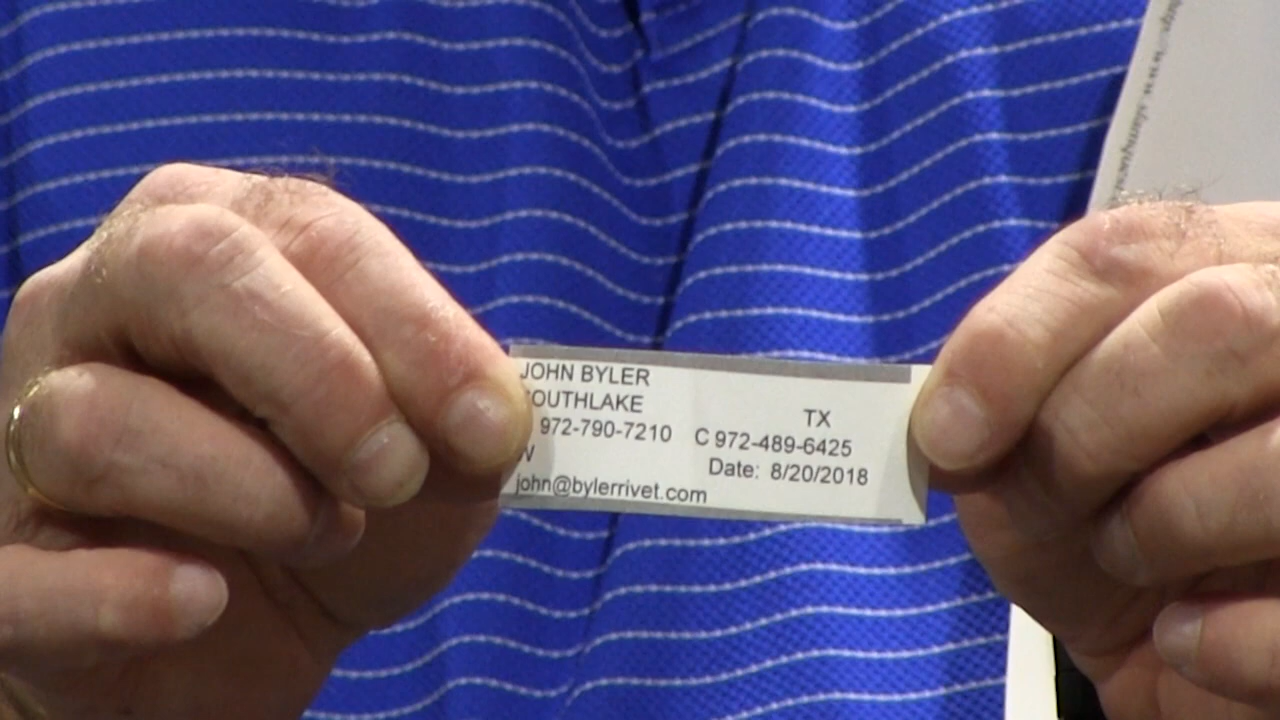 JOHN BYLER
OUTHLAKE TX
972-790-7210 C 972-489-6425
Date: 8/20/2018
john@bylerrivet.com